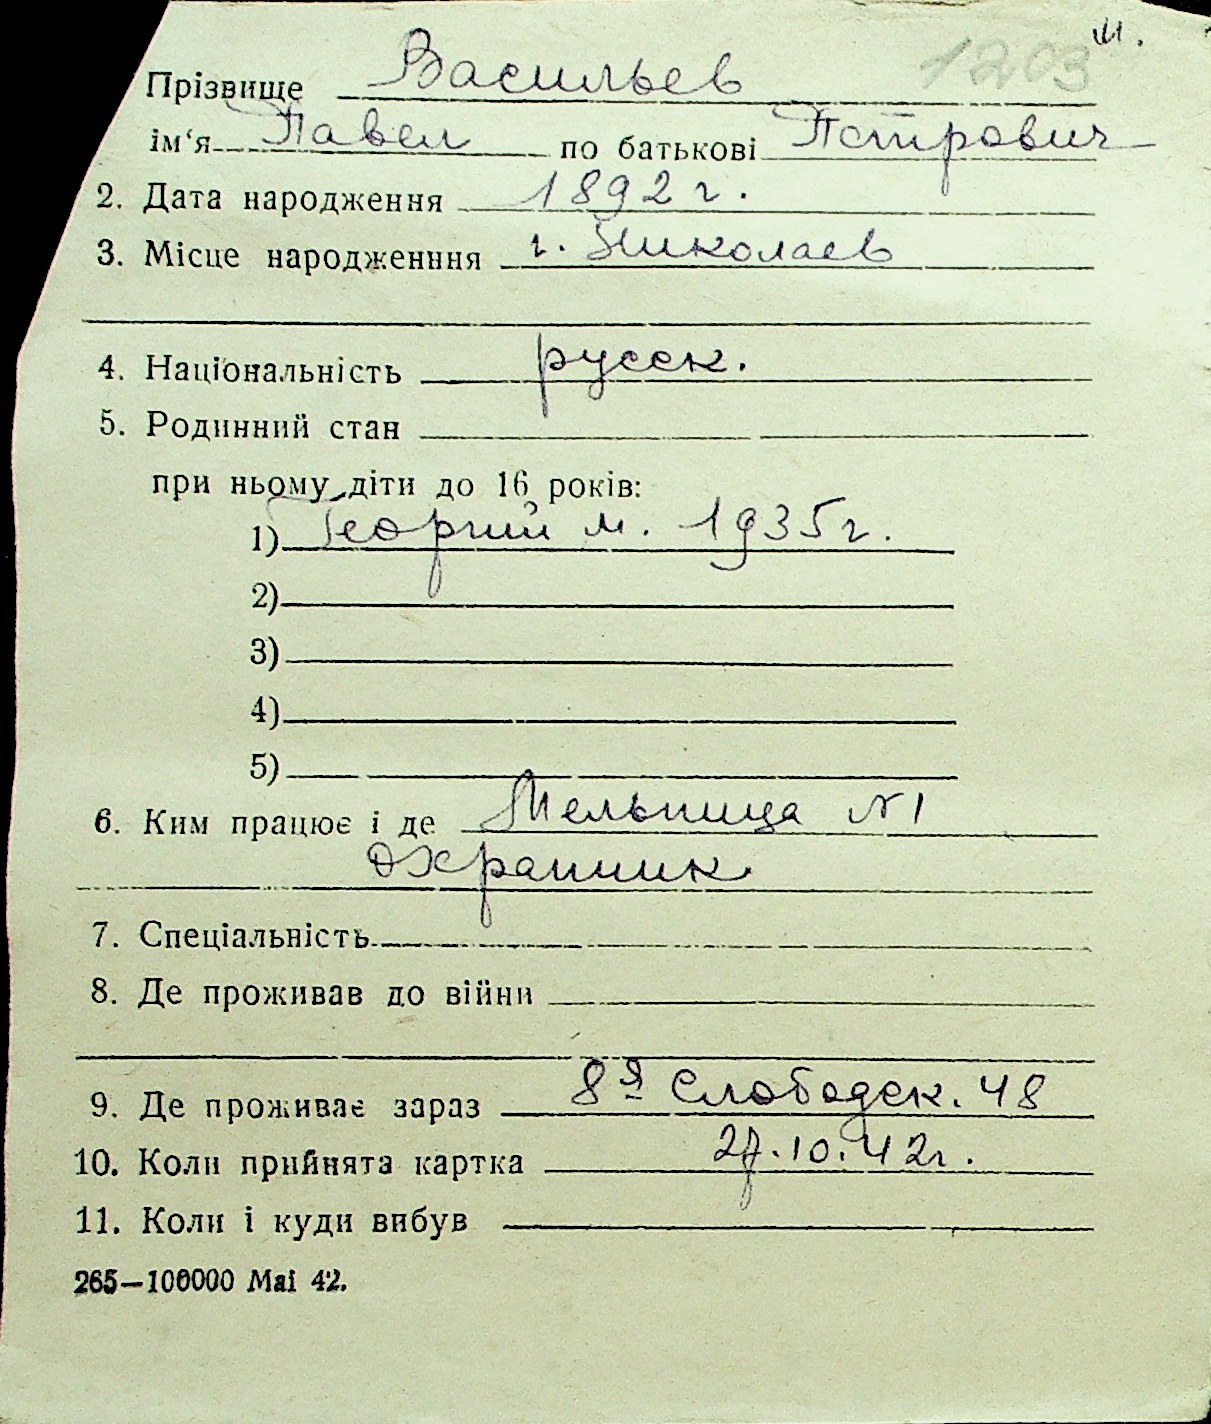 1203 м.
Прізвище Васильев
ім'я Павел по батькові Петрович
2. Дата народження 1892 г.
3. Місце народженння г. Николаев
4. Національність русск.
5. Родинний стан
при ньому діти до 16 років:
1) Георгий м. 1935 г.
2)
3)
4)
5)
6. Ким працює і де Мельница №1
Охранник
7. Спеціальність
8. Де проживав до війни
9. Де проживає зараз 8я Слободск. 48
10. Коли прийнята картка 27.10.42 г.
11. Коли і куди вибув
265—100000 Mai 42.